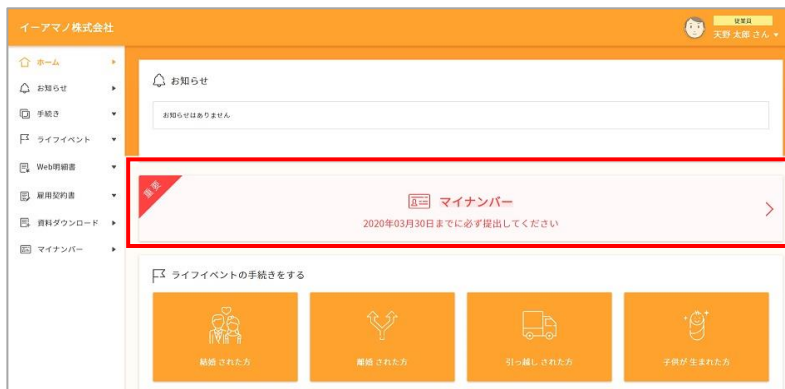 イーアマノ株式会社
従業員
天野 太郎 さん
ホーム
お知らせ
手続き
ライフイベント
Web明細書
雇用契約書
資料ダウンロード
マイナンバー
お知らせ
お知らせはありません
重要
マイナンバー
2020年03月30日までに必ず提出してください
ライフイベントの手続きをする
結婚 された方
離婚 された方
引っ越し された方
子供が 生まれた方